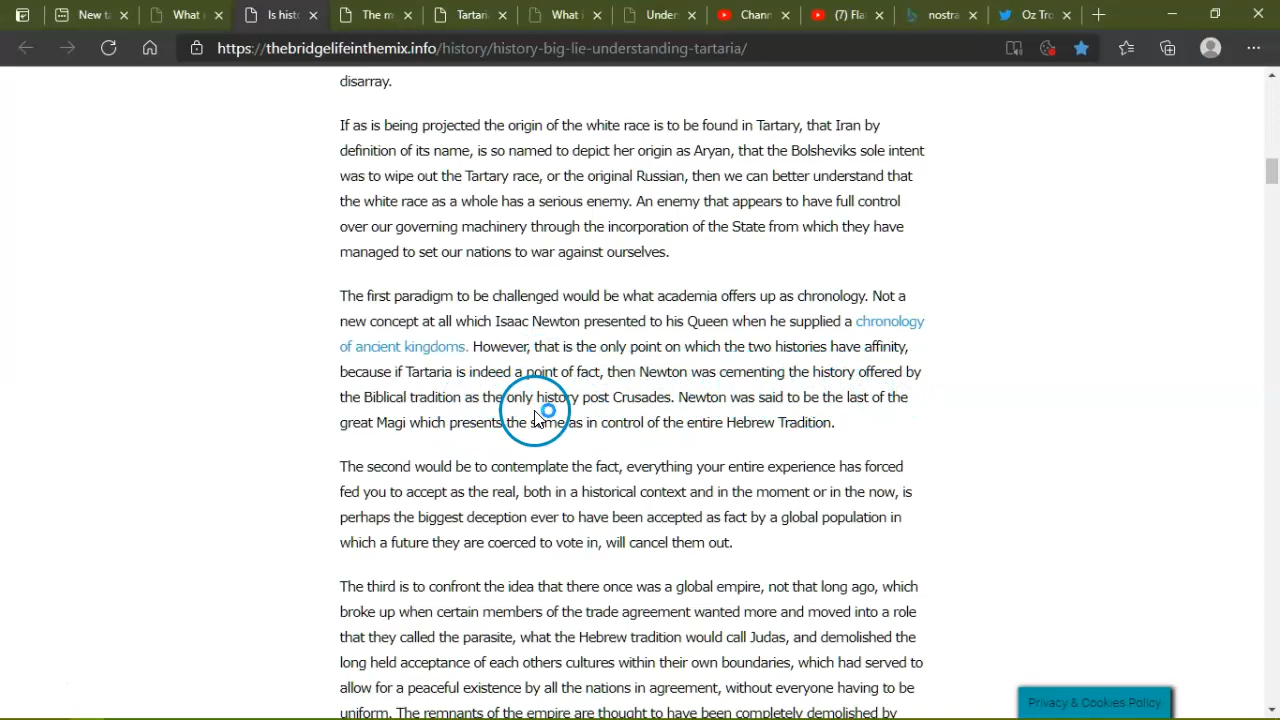 New ta
What i
Is histo
The m
Tartari
What i
Under
Chann
(7) Fla
nostra
Oz Tro
https://thebridgelifeinthemix.info/history/history-big-lie-understanding-tartaria/
disarray.
If as is being projected the origin of the white race is to be found in Tartary, that Iran by
definition of its name, is so named to depict her origin as Aryan, that the Bolsheviks sole intent
was to wipe out the Tartary race, or the original Russian, then we can better understand that
the white race as a whole has a serious enemy. An enemy that appears to have full control
over our governing machinery through the incorporation of the State from which they have
managed to set our nations to war against ourselves.
The first paradigm to be challenged would be what academia offers up as chronology. Not a
new concept at all which Isaac Newton presented to his Queen when he supplied a chronology
of ancient kingdoms. However, that is the only point on which the two histories have affinity,
because if Tartaria is indeed a point of fact, then Newton was cementing the history offered by
the Biblical tradition as the only history post Crusades. Newton was said to be the last of the
great Magi which presents the same as in control of the entire Hebrew Tradition.
The second would be to contemplate the fact, everything your entire experience has forced
fed you to accept as the real, both in a historical context and in the moment or in the now, is
perhaps the biggest deception ever to have been accepted as fact by a global population in
which a future they are coerced to vote in, will cancel them out.
The third is to confront the idea that there once was a global empire, not that long ago, which
broke up when certain members of the trade agreement wanted more and moved into a role
that they called the parasite, what the Hebrew tradition would call Judas, and demolished the
long held acceptance of each others cultures within their own boundaries, which had served to
allow for a peaceful existence by all the nations in agreement, without everyone having to be
uniform. The remnants of the empire are thought to have been completely demolished by
Privacy & Cookies Policy